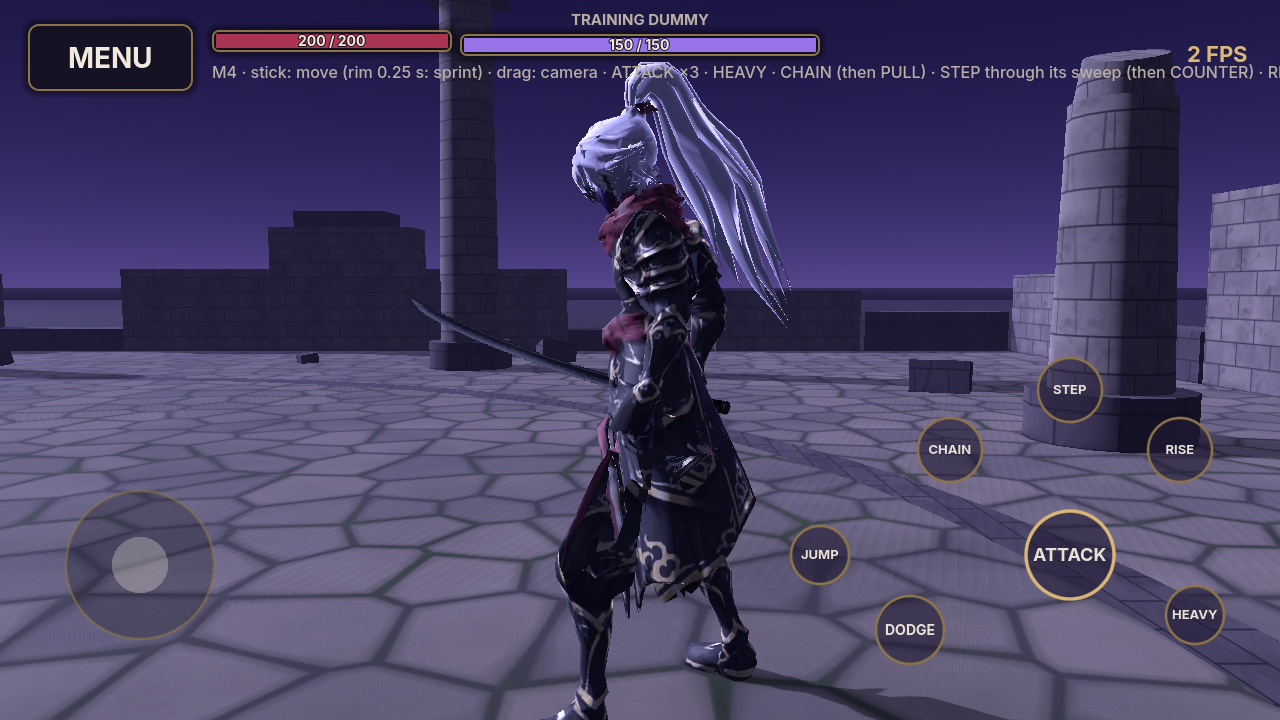 TRAINING DUMMY
MENU
200 / 200
150 / 150
2 FPS
M4 · stick: move (rim 0.25 s: sprint) · drag: camera · ATTACK ×3 · HEAVY · CHAIN (then PULL) · STEP through its sweep (then COUNTER) ·
STEP
CHAIN
RISE
JUMP
ATTACK
HEAVY
DODGE